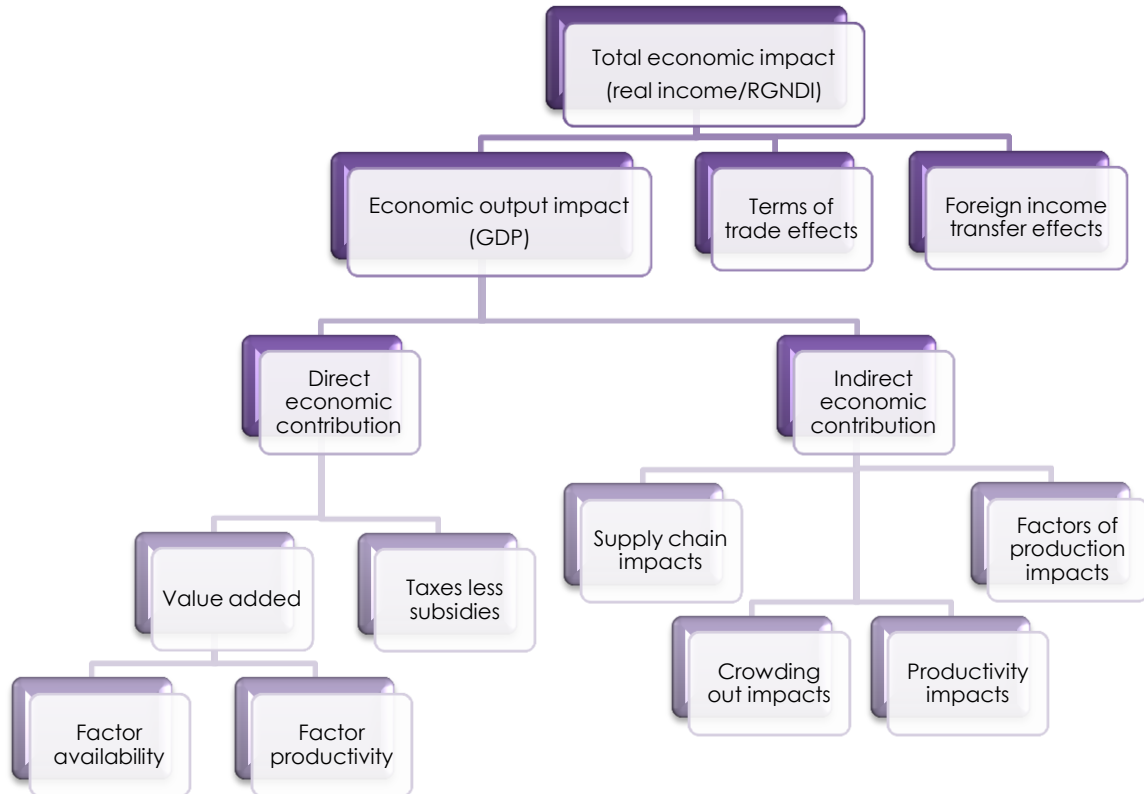 Total economic impact
(real income/RGNDI)
Economic output impact
(GDP)
Terms of
trade effects
Foreign income
transfer effects
Direct
economic
contribution
Indirect
economic
contribution
Value added
Taxes less
subsidies
Supply chain
impacts
Factors of
production
impacts
Factor
availability
Factor
productivity
Crowding
out impacts
Productivity
impacts